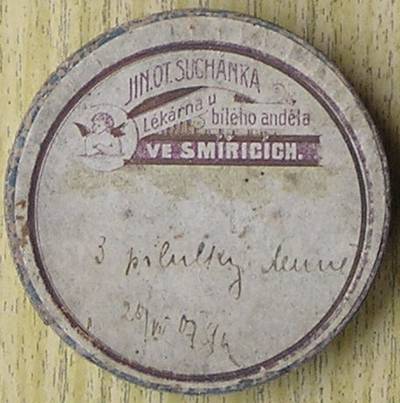 JIN.OT. SUCHÁNKA
Lékárna u bílého anděla
VE SMIŘICÍCH.
3 pilulky denně